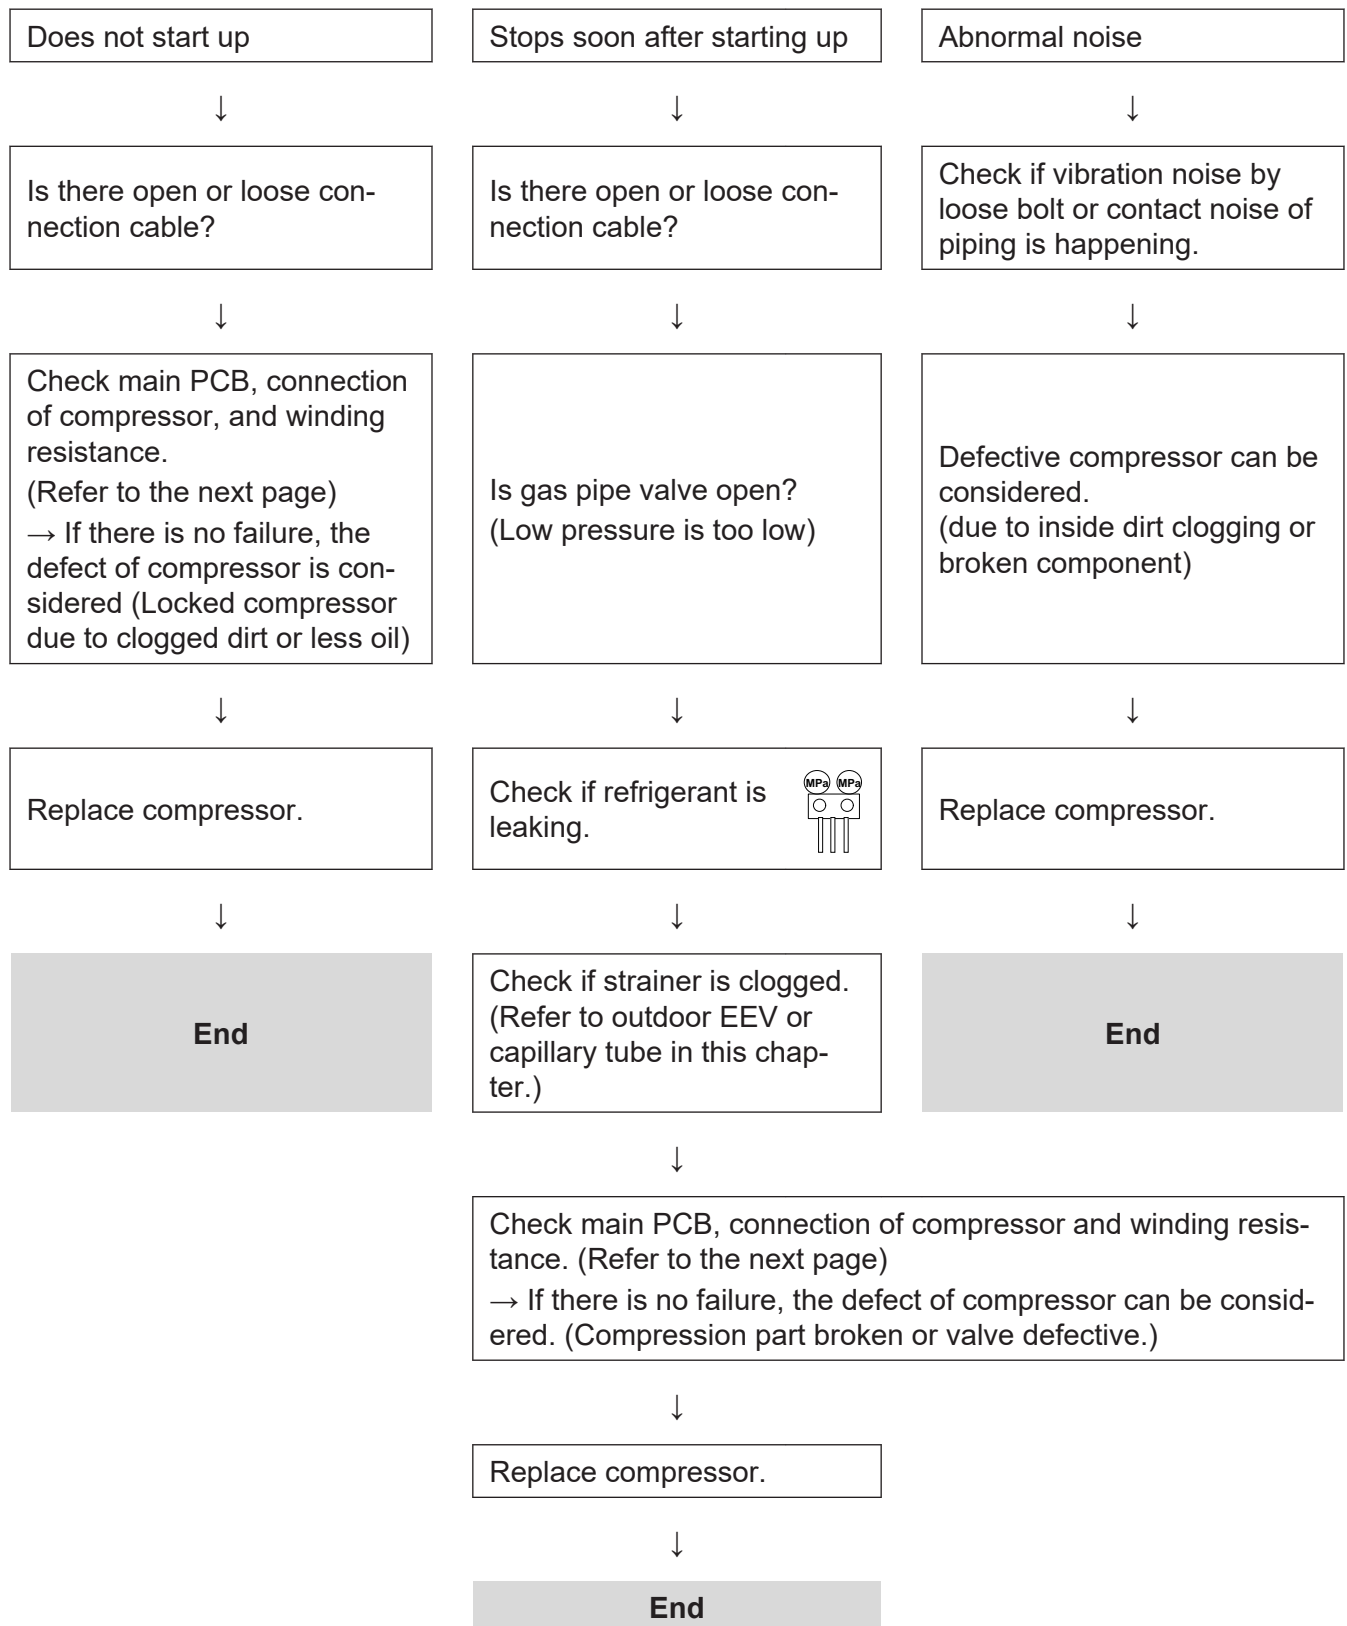 Does not start up
↓
Is there open or loose con-
nection cable?
↓
Check main PCB, connection
of compressor, and winding
resistance.
(Refer to the next page)
→ If there is no failure, the
defect of compressor is con-
sidered (Locked compressor
due to clogged dirt or less oil)
↓
Replace compressor.
↓
End
Stops soon after starting up
↓
Is there open or loose con-
nection cable?
↓
Is gas pipe valve open?
(Low pressure is too low)
↓
Check if refrigerant is
leaking.
MPa MPa
↓
Check if strainer is clogged.
(Refer to outdoor EEV or
capillary tube in this chap-
ter.)
↓
Check main PCB, connection of compressor and winding resis-
tance. (Refer to the next page)
→ If there is no failure, the defect of compressor can be consid-
ered. (Compression part broken or valve defective.)
↓
Replace compressor.
↓
End
Abnormal noise
↓
Check if vibration noise by
loose bolt or contact noise of
piping is happening.
↓
Defective compressor can be
considered.
(due to inside dirt clogging or
broken component)
↓
Replace compressor.
↓
End